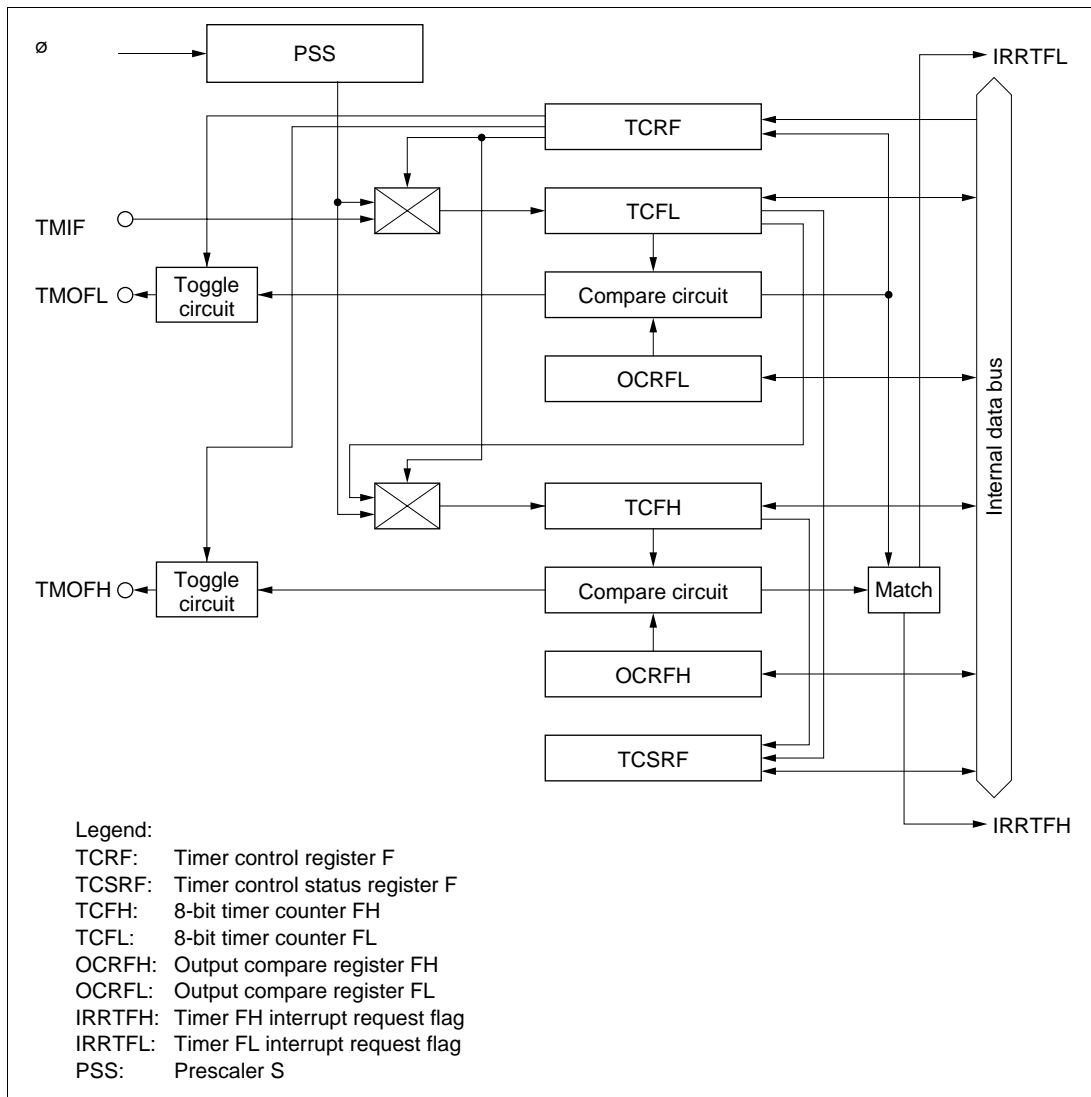 ø
PSS
IRRTFL
TCRF
TCFL
TMIF
Toggle
circuit
TMOFL
Compare circuit
OCRFL
Internal data bus
TCFH
Toggle
circuit
TMOFH
Compare circuit
Match
OCRFH
TCSRF
IRRTFH
Legend:
TCRF: Timer control register F
TCSRF: Timer control status register F
TCFH: 8-bit timer counter FH
TCFL: 8-bit timer counter FL
OCRFH: Output compare register FH
OCRFL: Output compare register FL
IRRTFH: Timer FH interrupt request flag
IRRTFL: Timer FL interrupt request flag
PSS: Prescaler S